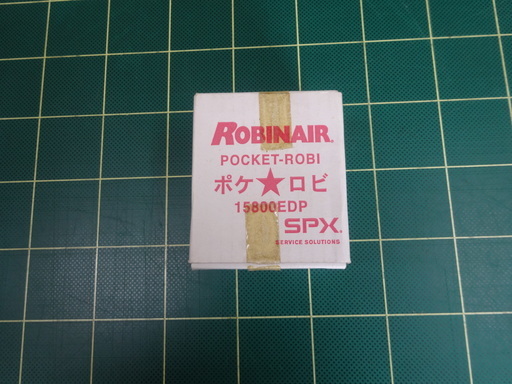 ROBINAIR.
POCKET-ROBI
ポケ★ロビ
15800EDP
SPX.
SERVICE SOLUTIONS